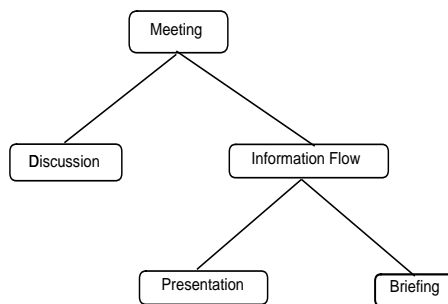 Meeting
Discussion
Information Flow
Presentation
Briefing